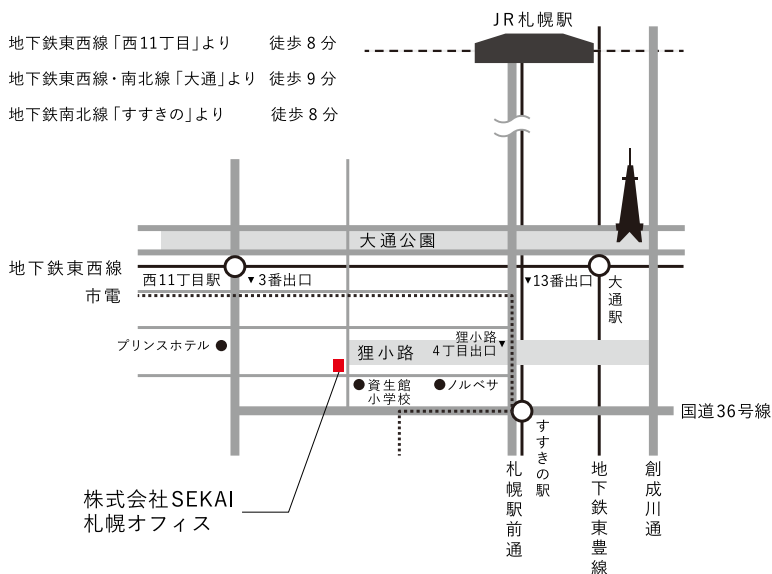 JR札幌駅
地下鉄東西線「西11丁目」より 徒歩8分
地下鉄東西線・南北線「大通」より 徒歩9分
地下鉄南北線「すすきの」より 徒歩8分
大通公園
地下鉄東西線
西11丁目駅
▼3番出口
▼13番出口
大通駅
市電
プリンスホテル
狸小路
狸小路
4丁目出口
▼
資生館
小学校
ノルベサ
国道36号線
すすきの駅
札幌駅前通
地下鉄東豊線
創成川通
株式会社SEKAI
札幌オフィス